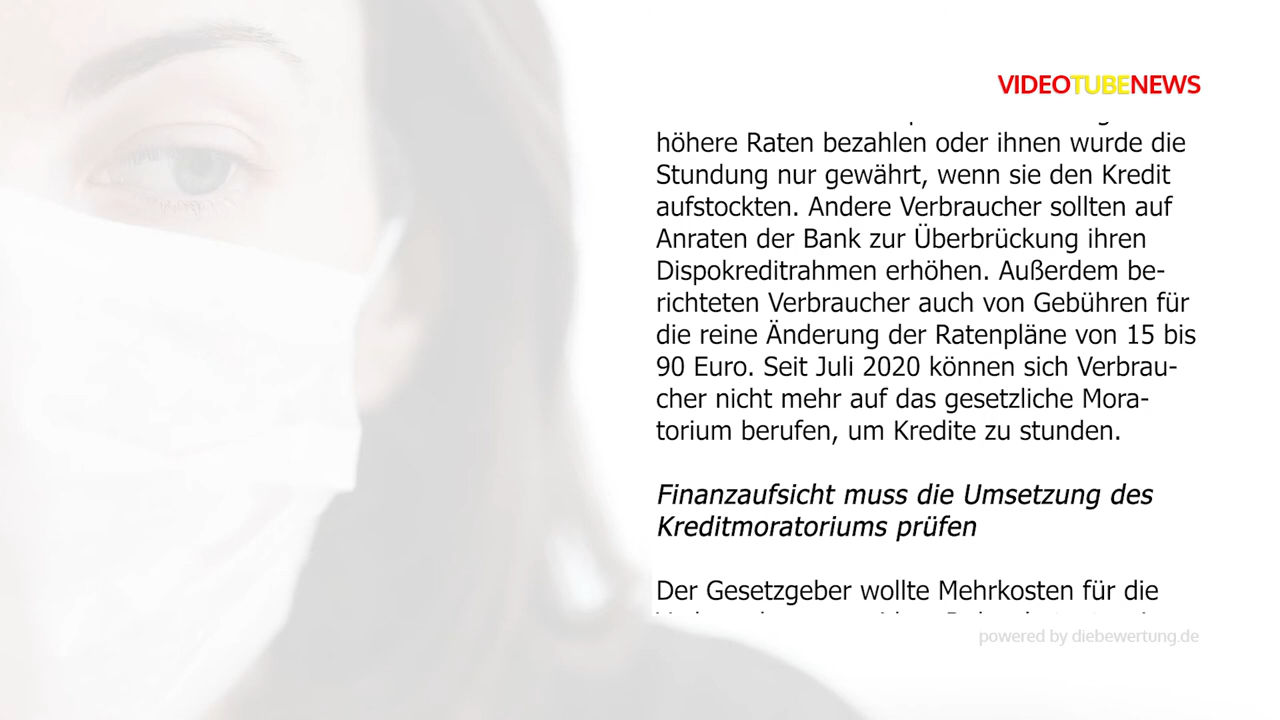 VIDEOTUBENEWS
höhere Raten bezahlen oder ihnen wurde die
Stundung nur gewährt, wenn sie den Kredit
aufstockten. Andere Verbraucher sollten auf
Anraten der Bank zur Überbrückung ihren
Dispokreditrahmen erhöhen. Außerdem be-
richteten Verbraucher auch von Gebühren für
die reine Änderung der Ratenpläne von 15 bis
90 Euro. Seit Juli 2020 können sich Verbrau-
cher nicht mehr auf das gesetzliche Mora-
torium berufen, um Kredite zu stunden.
Finanzaufsicht muss die Umsetzung des
Kreditmoratoriums prüfen
Der Gesetzgeber wollte Mehrkosten für die
powered by diebewertung.de